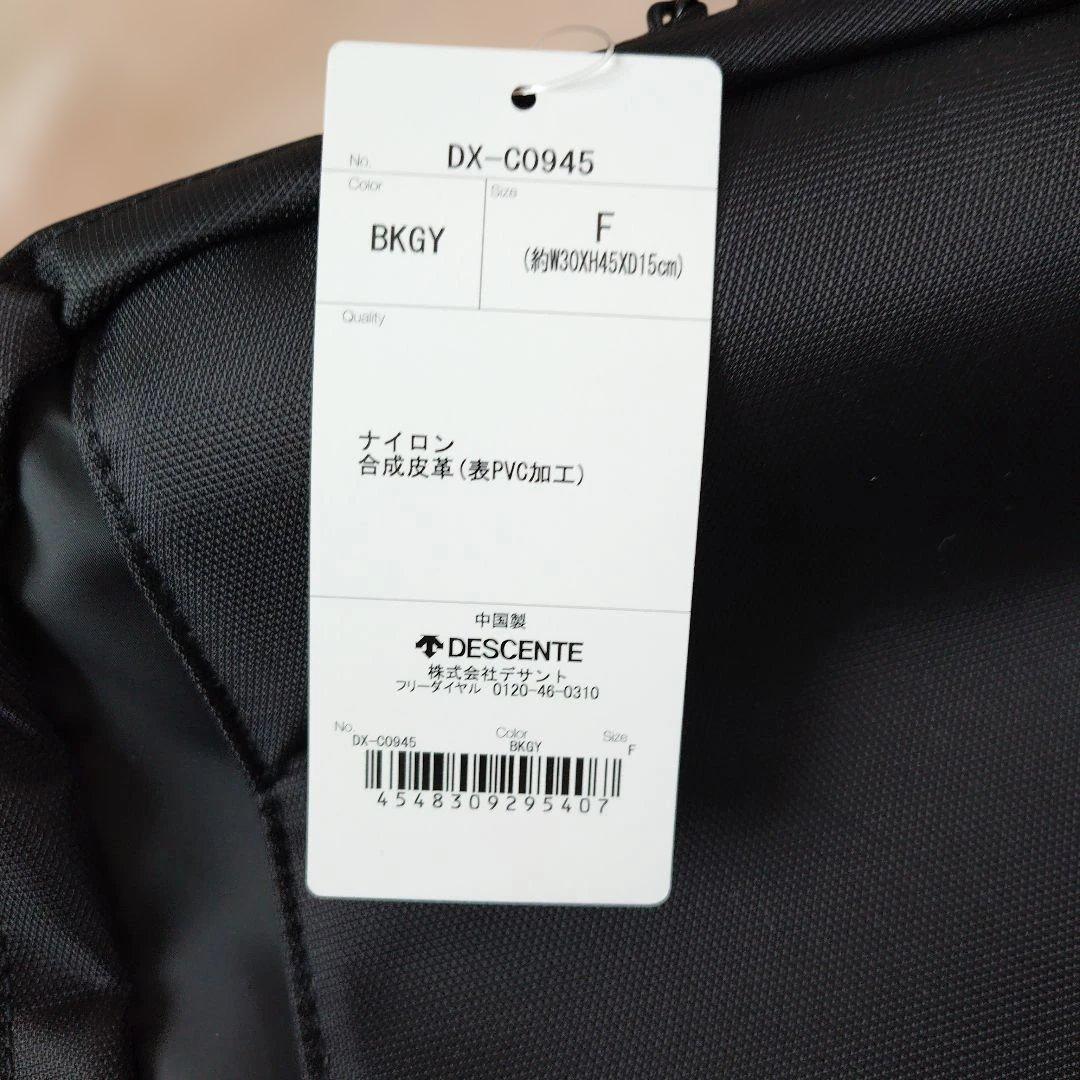 No. DX-C0945
Color
BKGY
Size
F
(約W30XH45XD15cm)
Quality
ナイロン
合成皮革(表PVC加工)
中国製
DESCENTE
株式会社デサント
フリーダイヤル 0120-46-0310
No. Color Size
DX-C0945 BKGY F
4548309295407